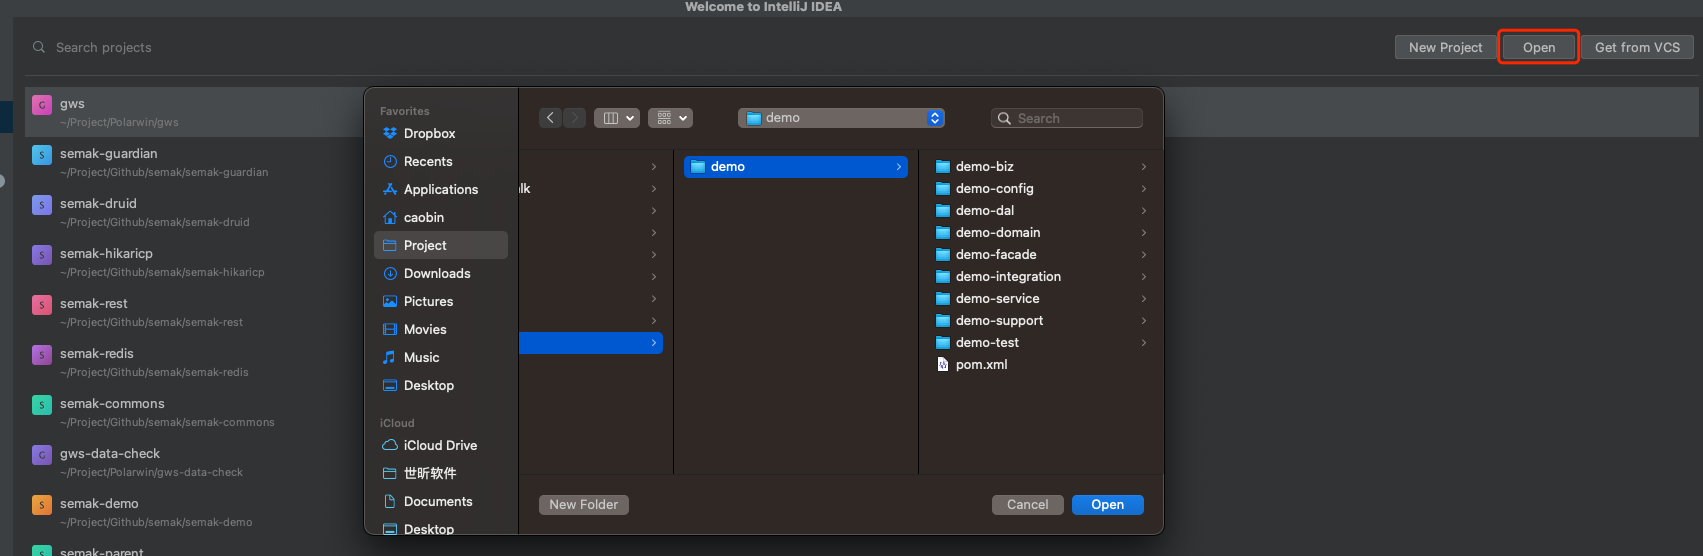 Welcome to IntelliJ IDEA
Search projects
New Project
Open
Get from VCS
G
gws
~/Project/Polarwin/gws
S
semak-guardian
~/Project/Github/semak/semak-guardian
S
semak-druid
~/Project/Github/semak/semak-druid
S
semak-hikaricp
~/Project/Github/semak/semak-hikaricp
S
semak-rest
~/Project/Github/semak/semak-rest
S
semak-redis
~/Project/Github/semak/semak-redis
S
semak-commons
~/Project/Github/semak/semak-commons
G
gws-data-check
~/Project/Polarwin/gws-data-check
S
semak-demo
~/Project/Github/semak/semak-demo
S
semak-parent
Favorites
Dropbox
Recents
Applications
caobin
Project
Downloads
Pictures
Movies
Music
Desktop
iCloud
iCloud Drive
世昕软件
Documents
Desktop
demo
Search
lk
demo
demo-biz
demo-config
demo-dal
demo-domain
demo-facade
demo-integration
demo-service
demo-support
demo-test
pom.xml
New Folder
Cancel
Open